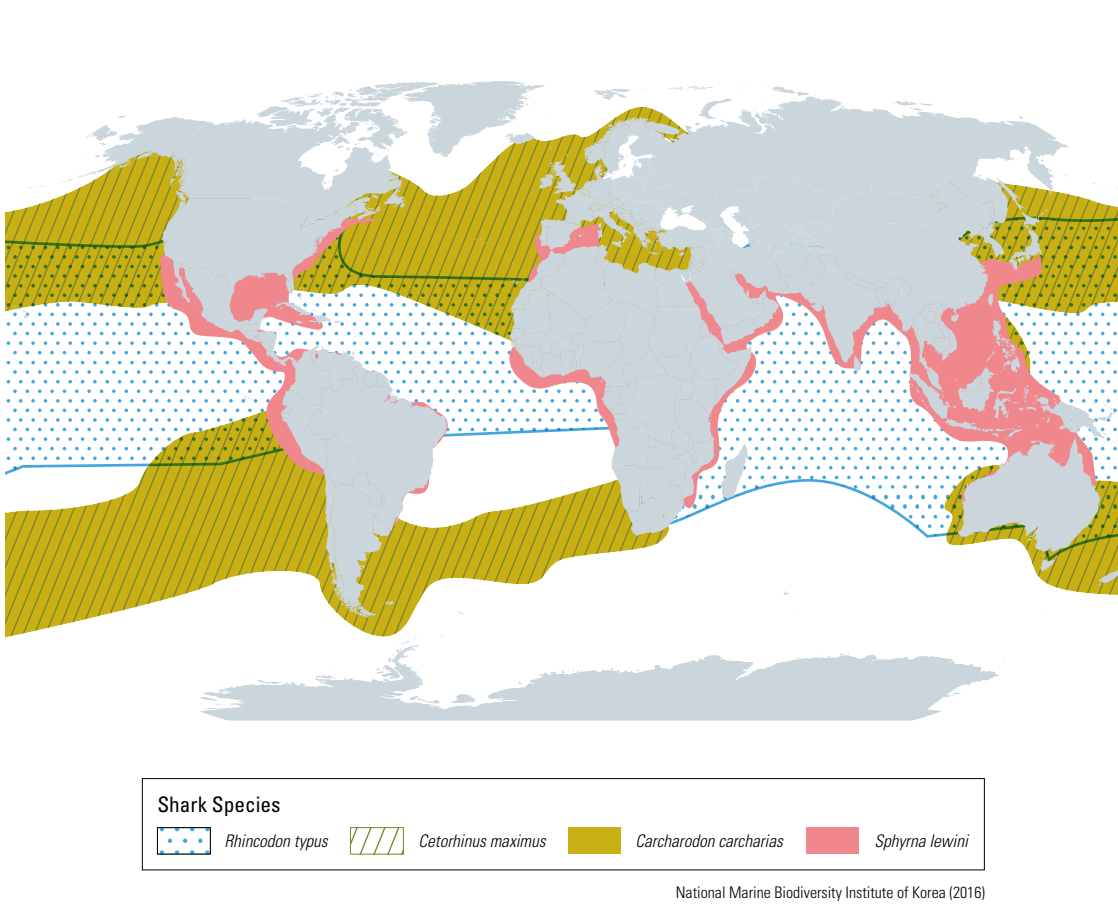 Shark Species
Rhincodon typus Cetorhinus maximus Carcharodon carcharias Sphyrna lewini
National Marine Biodiversity Institute of Korea (2016)